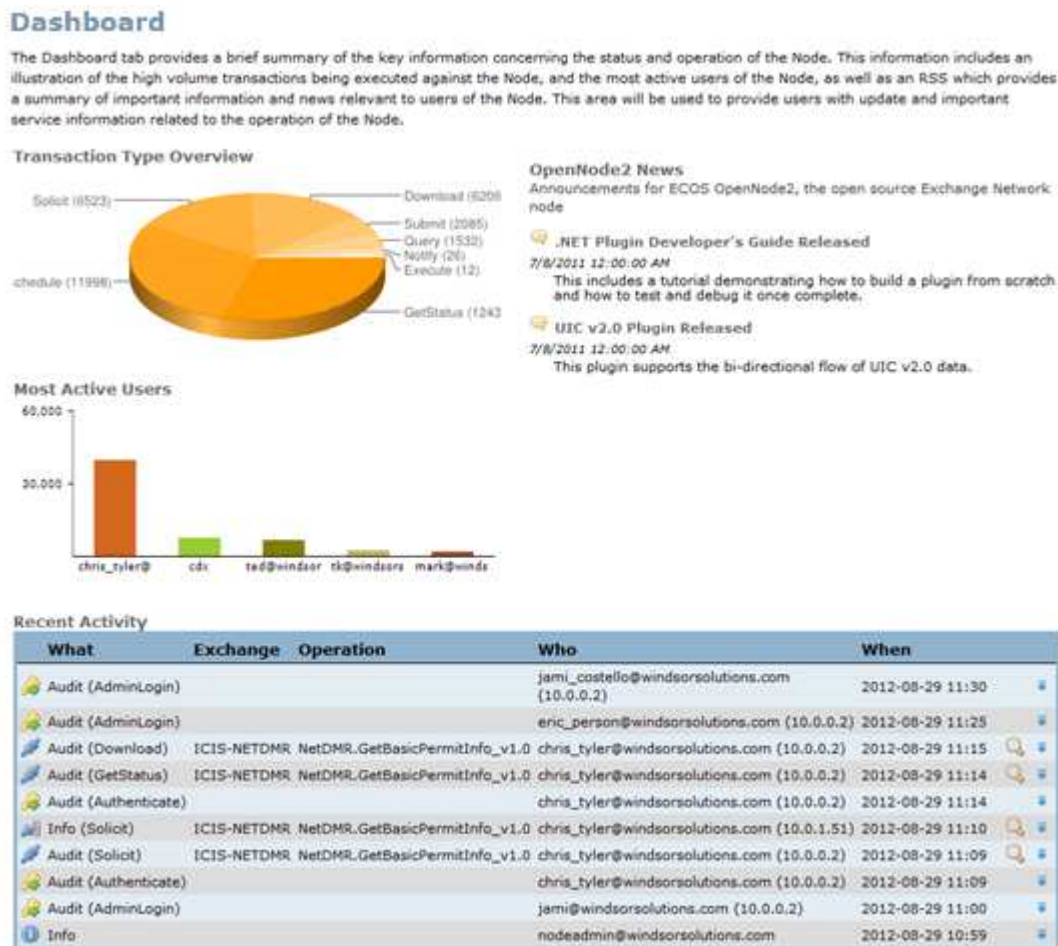 Dashboard
The Dashboard tab provides a brief summary of the key information concerning the status and operation of the Node. This information includes an
illustration of the high volume transactions being executed against the Node, and the most active users of the Node, as well as an RSS which provides
a summary of important information and news relevant to users of the Node. This area will be used to provide users with update and important
service information related to the operation of the Node.
Transaction Type Overview
Solicit (6523)
Download (6206
Submit (2085)
Query (1532)
Notify (26)
Execute (12)
chedule (11998)
GetStatus (1243
OpenNode2 News
Announcements for ECOS OpenNode2, the open source Exchange Network
node
.NET Plugin Developer's Guide Released
7/8/2011 12:00:00 AM
This includes a tutorial demonstrating how to build a plugin from scratch
and how to test and debug it once complete.
UIC v2.0 Plugin Released
7/8/2011 12:00:00 AM
This plugin supports the bi-directional flow of UIC v2.0 data.
Most Active Users
60,000
30,000
chris_tyler@ cdx ted@windsor tk@windsors mark@winds
Recent Activity
What Exchange Operation Who When
Audit (AdminLogin) jami_costello@windsorsolutions.com
(10.0.0.2) 2012-08-29 11:30
Audit (AdminLogin) eric_person@windsorsolutions.com (10.0.0.2) 2012-08-29 11:25
Audit (Download) ICIS-NETDMR NetDMR.GetBasicPermitInfo_v1.0 chris_tyler@windsorsolutions.com (10.0.0.2) 2012-08-29 11:15
Audit (GetStatus) ICIS-NETDMR NetDMR.GetBasicPermitInfo_v1.0 chris_tyler@windsorsolutions.com (10.0.0.2) 2012-08-29 11:14
Audit (Authenticate) chris_tyler@windsorsolutions.com (10.0.0.2) 2012-08-29 11:14
Info (Solicit) ICIS-NETDMR NetDMR.GetBasicPermitInfo_v1.0 chris_tyler@windsorsolutions.com (10.0.1.51) 2012-08-29 11:10
Audit (Solicit) ICIS-NETDMR NetDMR.GetBasicPermitInfo_v1.0 chris_tyler@windsorsolutions.com (10.0.0.2) 2012-08-29 11:09
Audit (Authenticate) chris_tyler@windsorsolutions.com (10.0.0.2) 2012-08-29 11:09
Audit (AdminLogin) jami@windsorsolutions.com (10.0.0.2) 2012-08-29 11:00
Info nodeadmin@windsorsolutions.com 2012-08-29 10:59